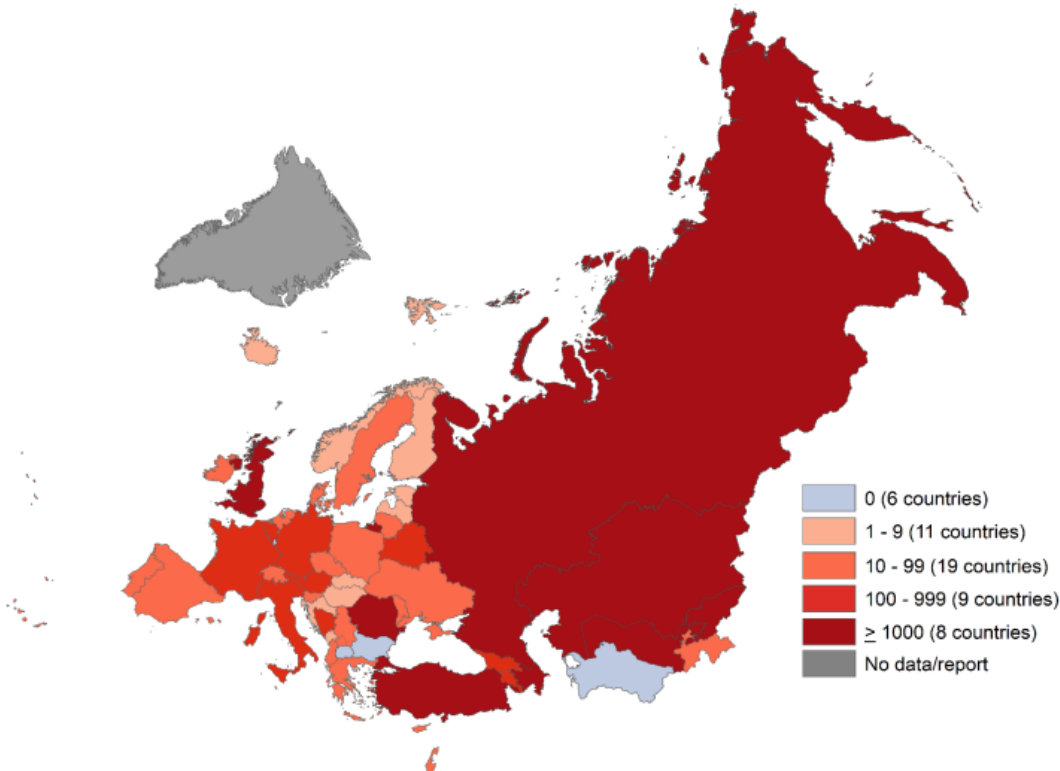 0 (6 countries)
1 - 9 (11 countries)
10 - 99 (19 countries)
100 - 999 (9 countries)
≥ 1000 (8 countries)
No data/report